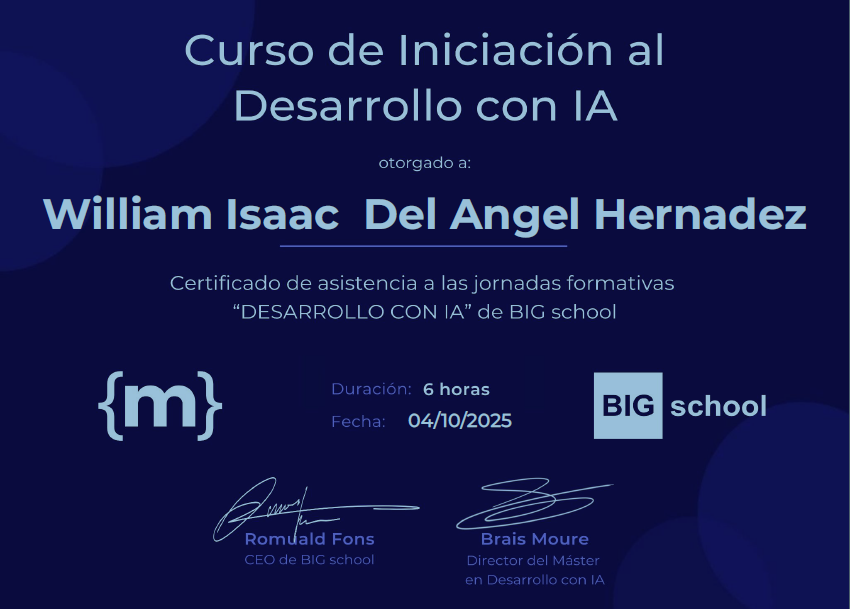 Curso de Iniciación al
Desarrollo con IA
otorgado a:
William Isaac  Del Angel Hernadez
Certificado de asistencia a las jornadas formativas
“DESARROLLO CON IA” de BIG school
{m}
Duración: 6 horas
Fecha: 04/10/2025
BIG school
Romuald Fons
CEO de BIG school
Brais Moure
Director del Máster
en Desarrollo con IA